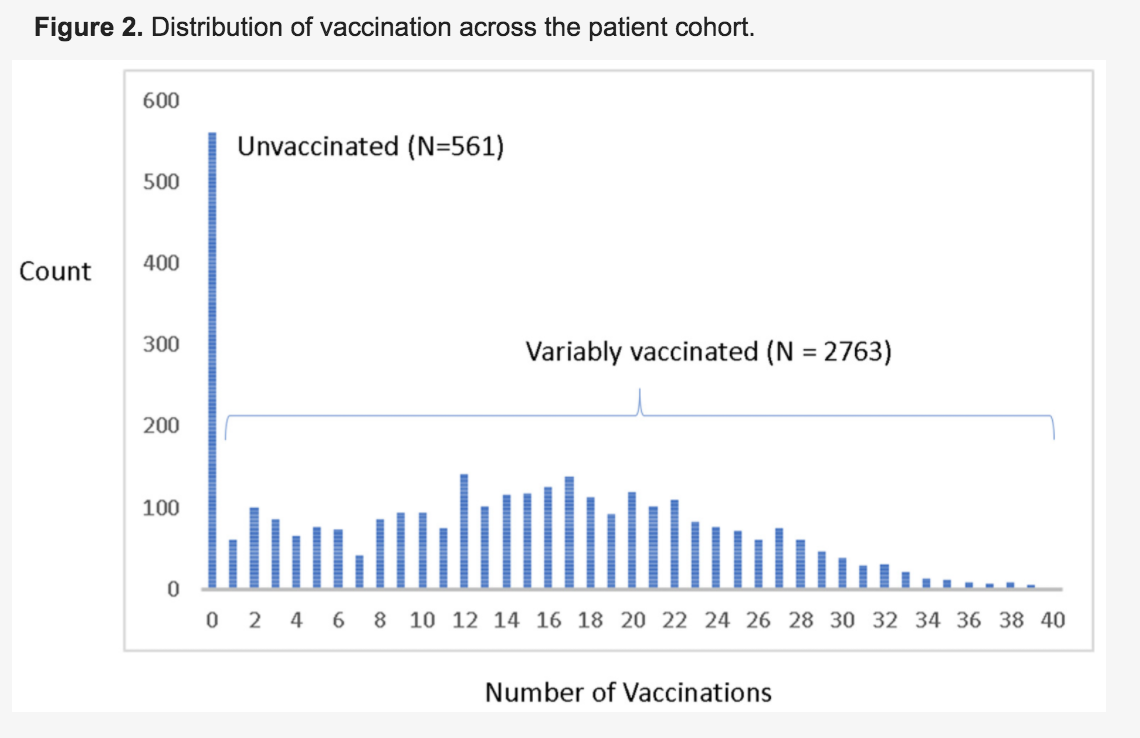 Figure 2. Distribution of vaccination across the patient cohort.
600
Unvaccinated (N=561)
500
Count
400
300
Variably vaccinated (N = 2763)
200
100
0
0 2 4 6 8 10 12 14 16 18 20 22 24 26 28 30 32 34 36 38 40
Number of Vaccinations